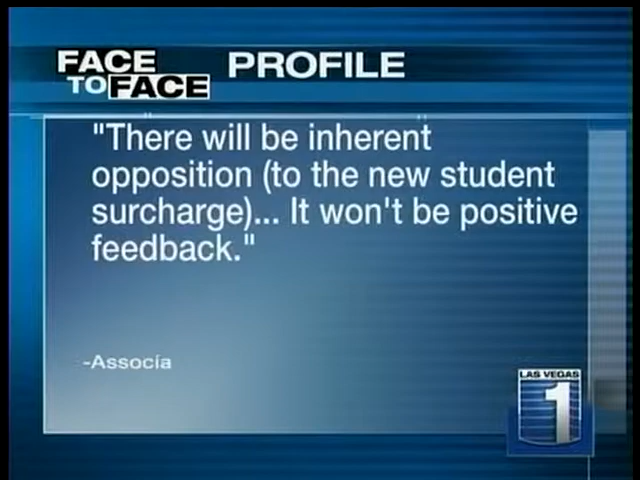 FACE
TO FACE
PROFILE
"There will be inherent
opposition (to the new student
surcharge)... It won't be positive
feedback."
-Associa
LAS VEGAS
1